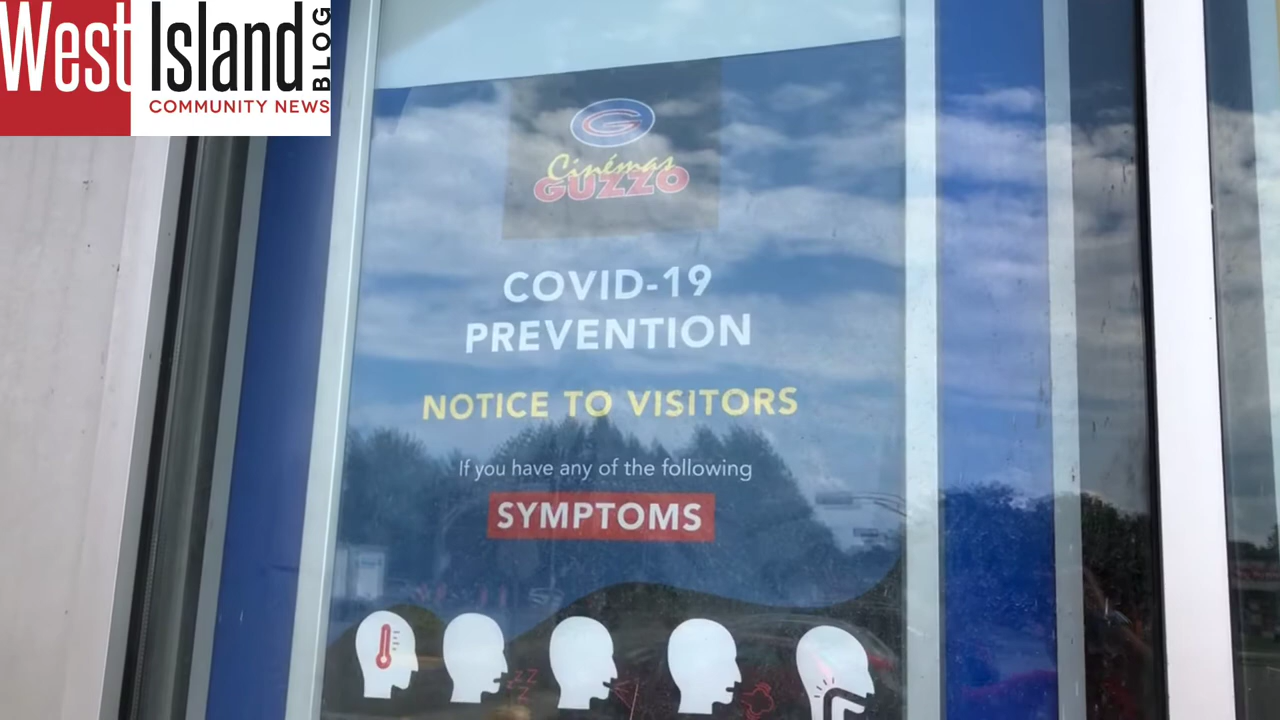 West Island BLOG
COMMUNITY NEWS
G
Cinémas
GUZZO
COVID-19
PREVENTION
NOTICE TO VISITORS
If you have any of the following
SYMPTOMS
ZZ
Z